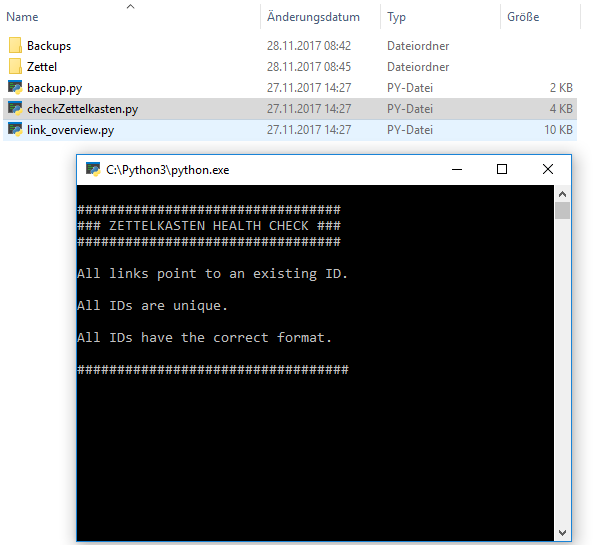 Name Änderungsdatum Typ Größe
Backups 28.11.2017 08:42 Dateiordner
Zettel 28.11.2017 08:45 Dateiordner
backup.py 27.11.2017 14:27 PY-Datei 2 KB
checkZettelkasten.py 27.11.2017 14:27 PY-Datei 4 KB
link_overview.py 27.11.2017 14:27 PY-Datei 10 KB
C:\Python3\python.exe
#################################
### ZETTELKASTEN HEALTH CHECK ###
#################################
All links point to an existing ID.
All IDs are unique.
All IDs have the correct format.
##################################